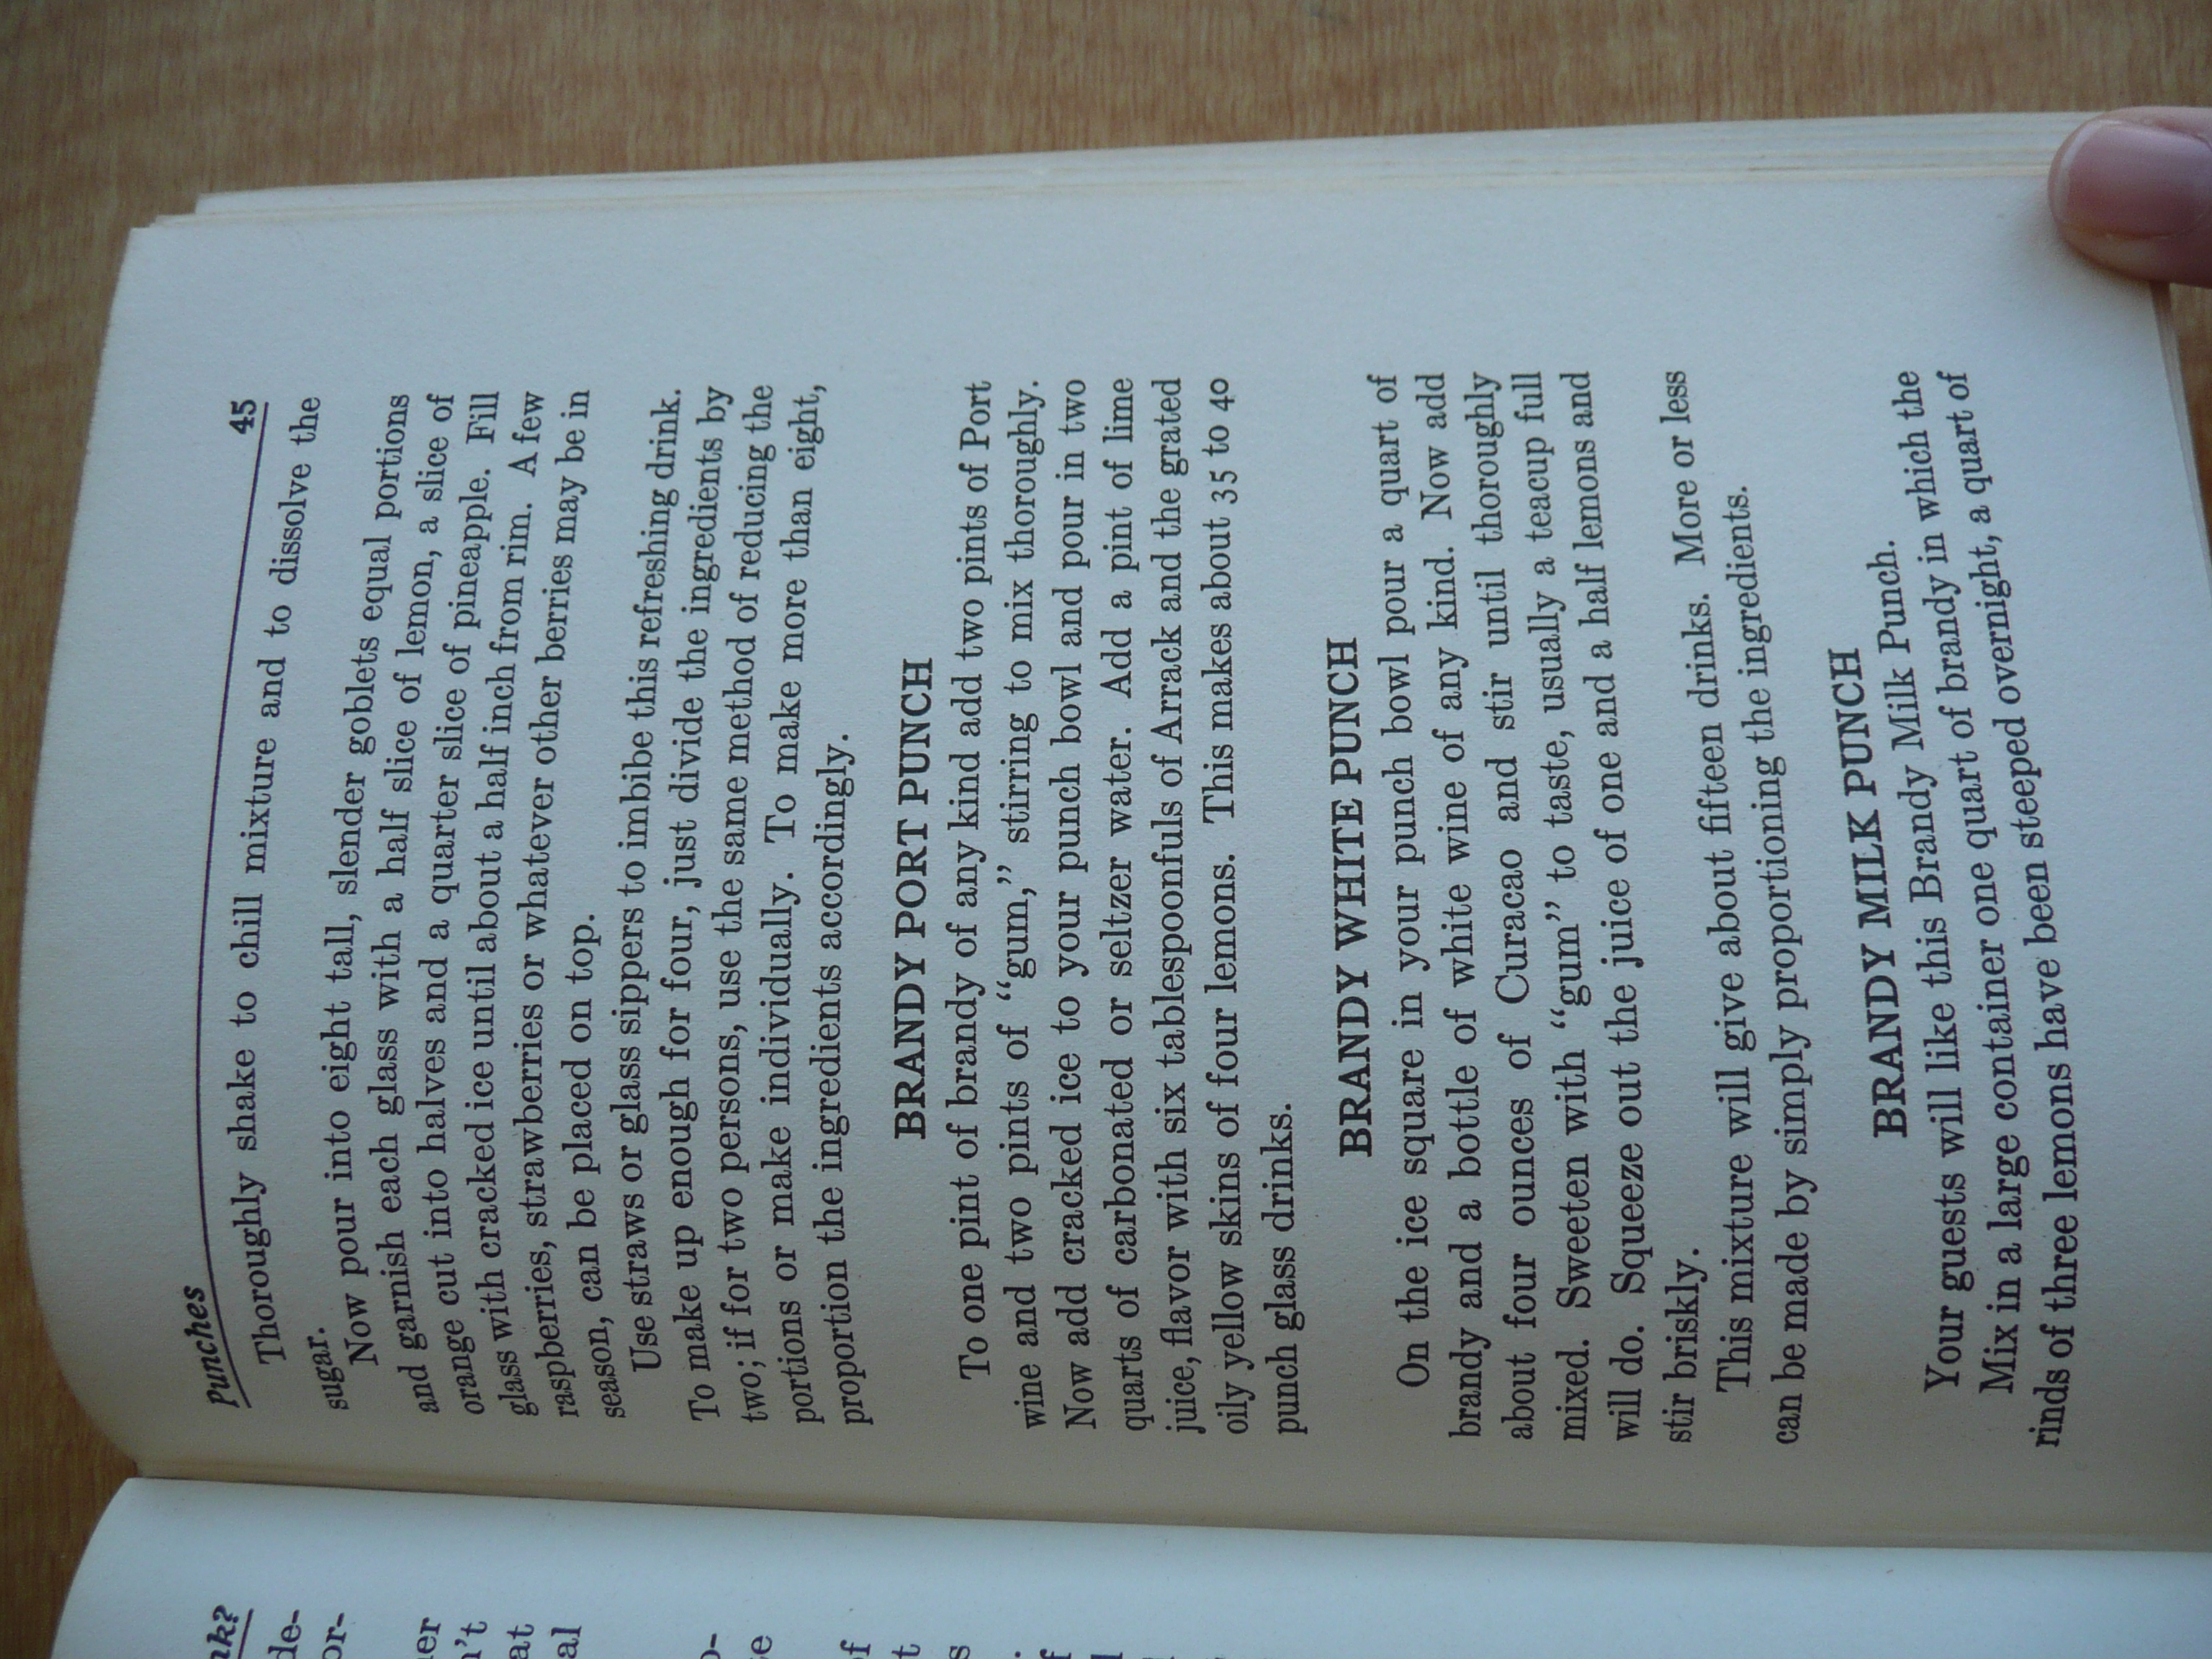 nk?
de-
or-
er
n't
at
al
o-
se
of
t
s
Punches 45
Thoroughly shake to chill mixture and to dissolve the
sugar.
Now pour into eight tall, slender goblets equal portions
and garnish each glass with a half slice of lemon, a slice of
orange cut into halves and a quarter slice of pineapple. Fill
glass with cracked ice until about a half inch from rim. A few
raspberries, strawberries or whatever other berries may be in
season, can be placed on top.
Use straws or glass sippers to imbibe this refreshing drink.
To make up enough for four, just divide the ingredients by
two; if for two persons, use the same method of reducing the
portions or make individually. To make more than eight,
proportion the ingredients accordingly.
BRANDY PORT PUNCH
To one pint of brandy of any kind add two pints of Port
wine and two pints of “gum,” stirring to mix thoroughly.
Now add cracked ice to your punch bowl and pour in two
quarts of carbonated or seltzer water. Add a pint of lime
juice, flavor with six tablespoonfuls of Arrack and the grated
oily yellow skins of four lemons. This makes about 35 to 40
punch glass drinks.
BRANDY WHITE PUNCH
On the ice square in your punch bowl pour a quart of
brandy and a bottle of white wine of any kind. Now add
about four ounces of Curacao and stir until thoroughly
mixed. Sweeten with “gum” to taste, usually a teacup full
will do. Squeeze out the juice of one and a half lemons and
stir briskly.
This mixture will give about fifteen drinks. More or less
can be made by simply proportioning the ingredients.
BRANDY MILK PUNCH
Your guests will like this Brandy Milk Punch.
Mix in a large container one quart of brandy in which the
rinds of three lemons have been steeped overnight, a quart of